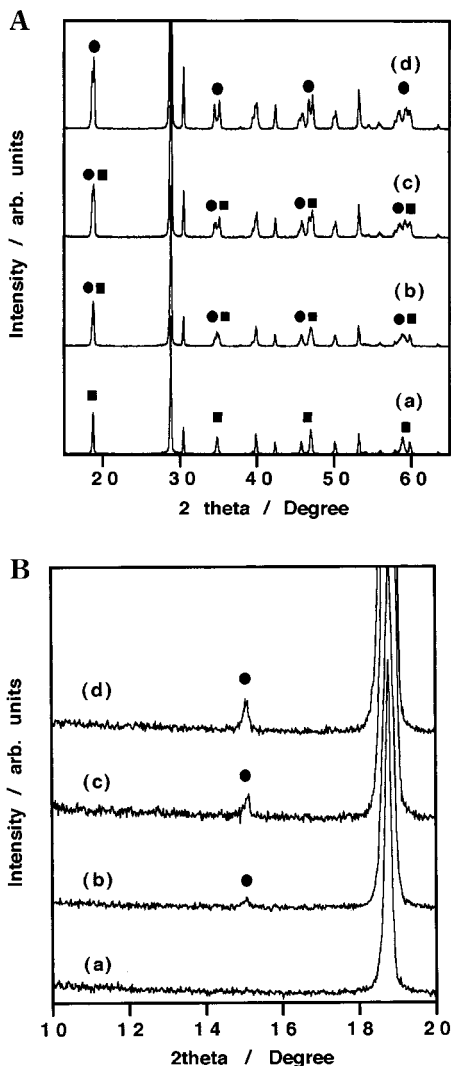 A
Intensity / arb. units
(d)
(c)
(b)
(a)
20 30 40 50 60
2 theta / Degree
B
Intensity / arb. units
(d)
(c)
(b)
(a)
10 12 14 16 18 20
2theta / Degree